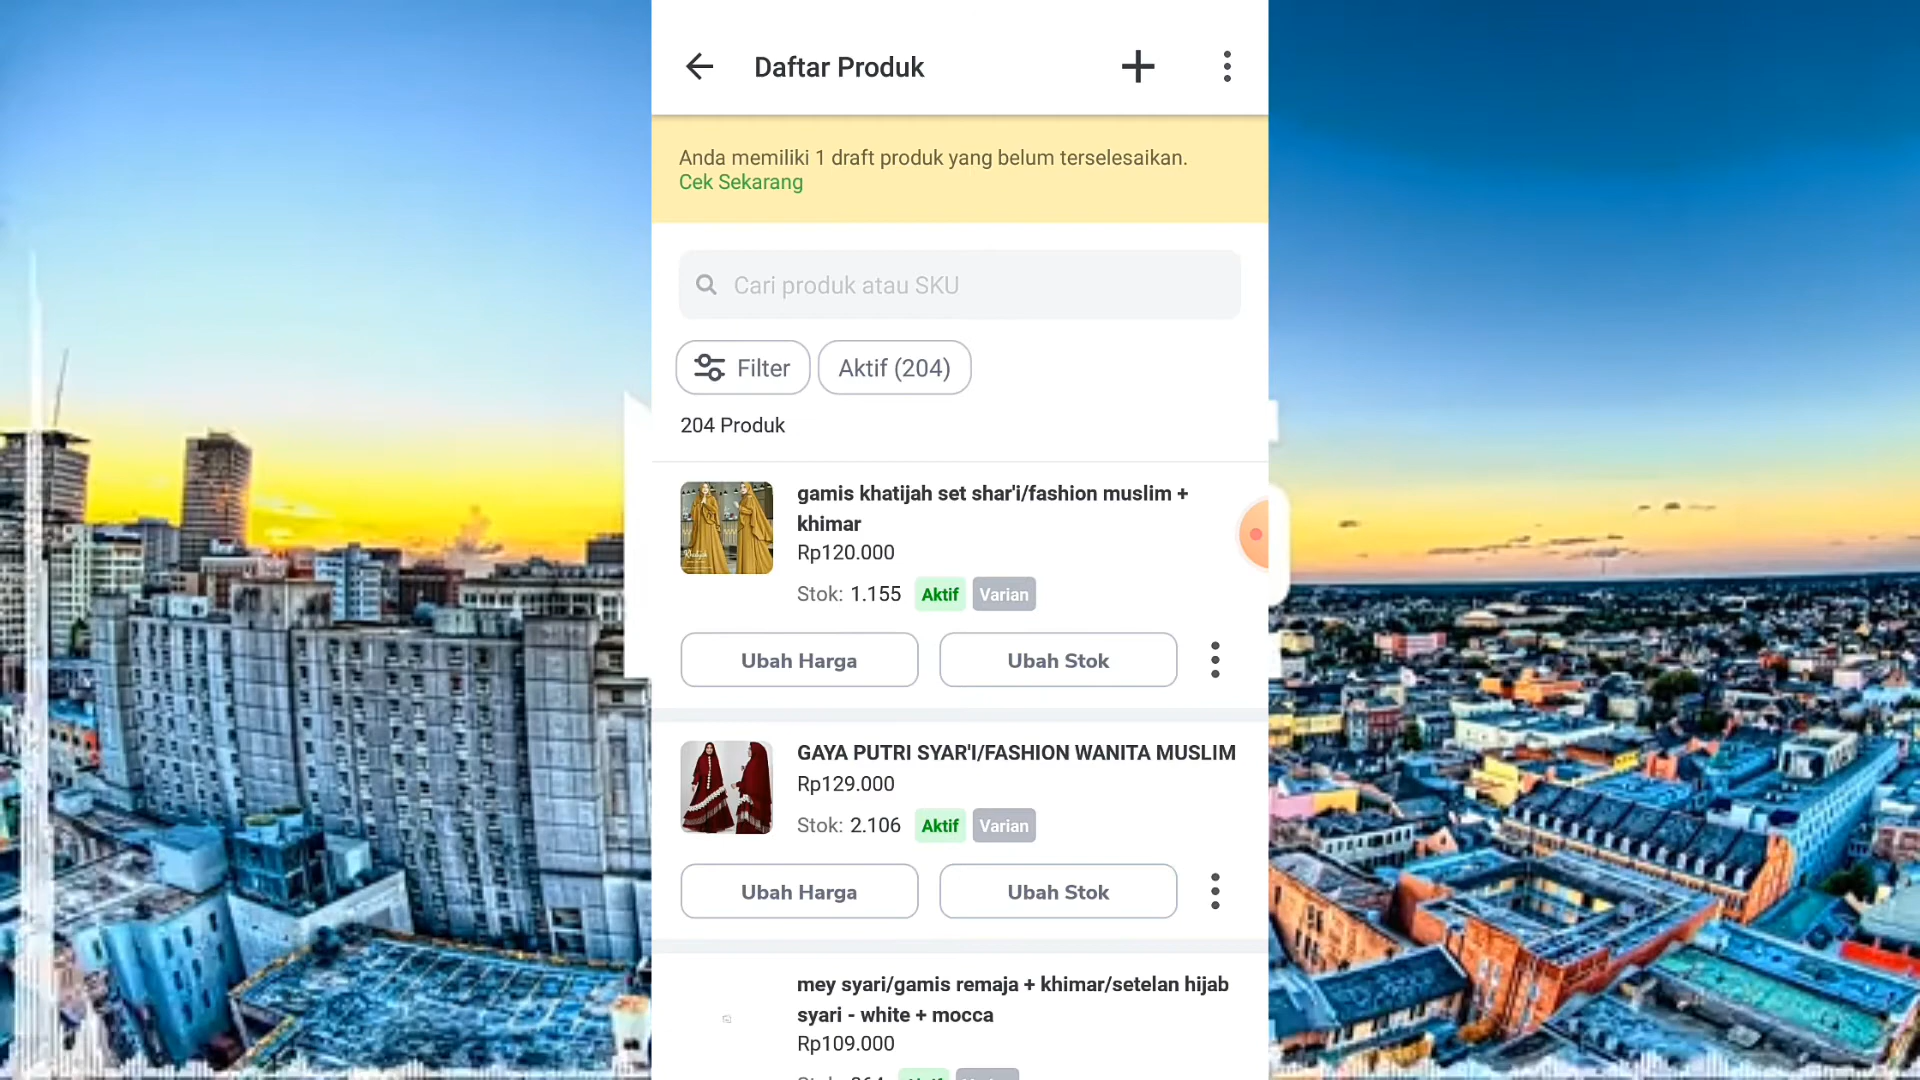 Daftar Produk
Anda memiliki 1 draft produk yang belum terselesaikan.
Cek Sekarang
Cari produk atau SKU
Filter
Aktif (204)
204 Produk
gamis khatijah set shar'i/fashion muslim +
khimar
Rp120.000
Stok: 1.155 Aktif Varian
Ubah Harga
Ubah Stok
GAYA PUTRI SYAR'I/FASHION WANITA MUSLIM
Rp129.000
Stok: 2.106 Aktif Varian
Ubah Harga
Ubah Stok
mey syari/gamis remaja + khimar/setelan hijab
syari - white + mocca
Rp109.000